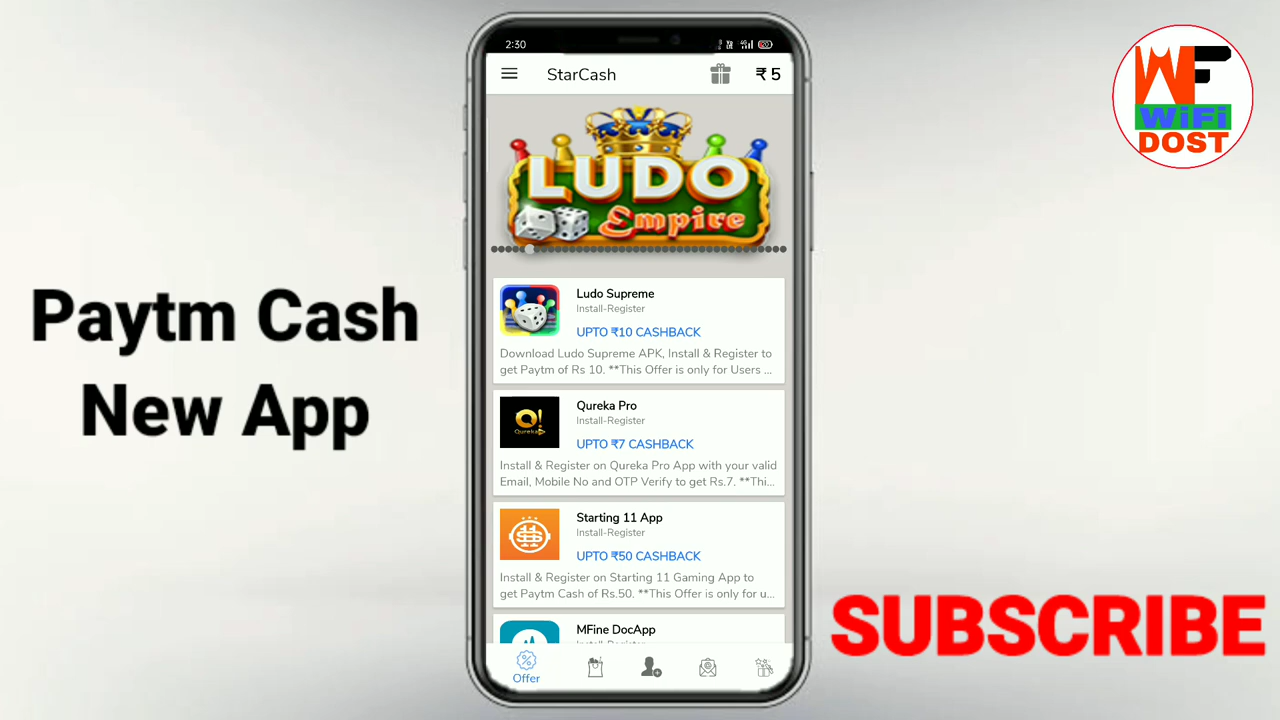 2:30
StarCash
₹ 5
LUDO
Empire
Ludo Supreme
Install-Register
UPTO ₹10 CASHBACK
Download Ludo Supreme APK, Install & Register to
get Paytm of Rs 10. **This Offer is only for Users ...
Qureka Pro
Install-Register
UPTO ₹7 CASHBACK
Install & Register on Qureka Pro App with your valid
Email, Mobile No and OTP Verify to get Rs.7. **Thi...
Starting 11 App
Install-Register
UPTO ₹50 CASHBACK
Install & Register on Starting 11 Gaming App to
get Paytm Cash of Rs.50. **This Offer is only for u...
MFine DocApp
Offer
Paytm Cash
New App
WF
WiFi
DOST
SUBSCRIBE